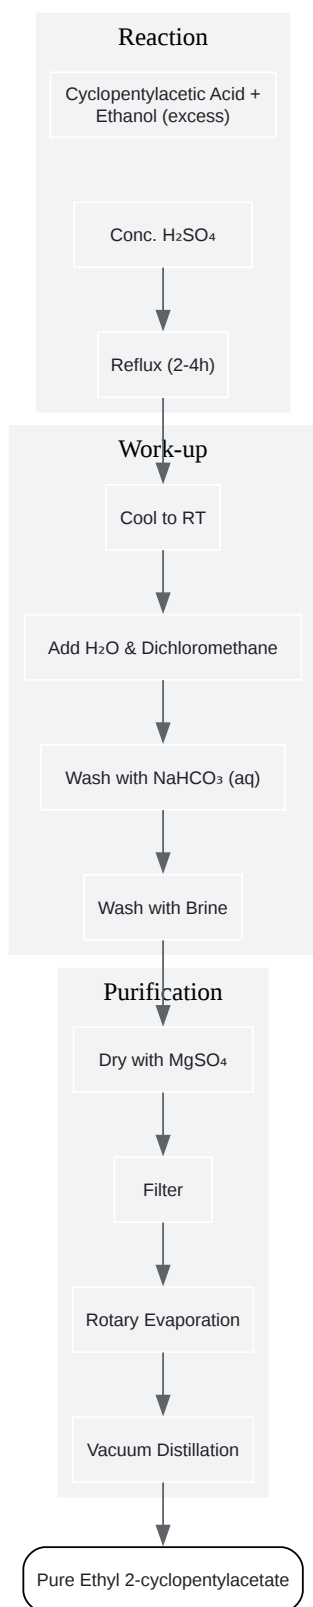 Reaction
Cyclopentylacetic Acid +
Ethanol (excess)
Conc. H₂SO₄
Reflux (2-4h)
Work-up
Cool to RT
Add H₂O & Dichloromethane
Wash with NaHCO₃ (aq)
Wash with Brine
Purification
Dry with MgSO₄
Filter
Rotary Evaporation
Vacuum Distillation
Pure Ethyl 2-cyclopentylacetate